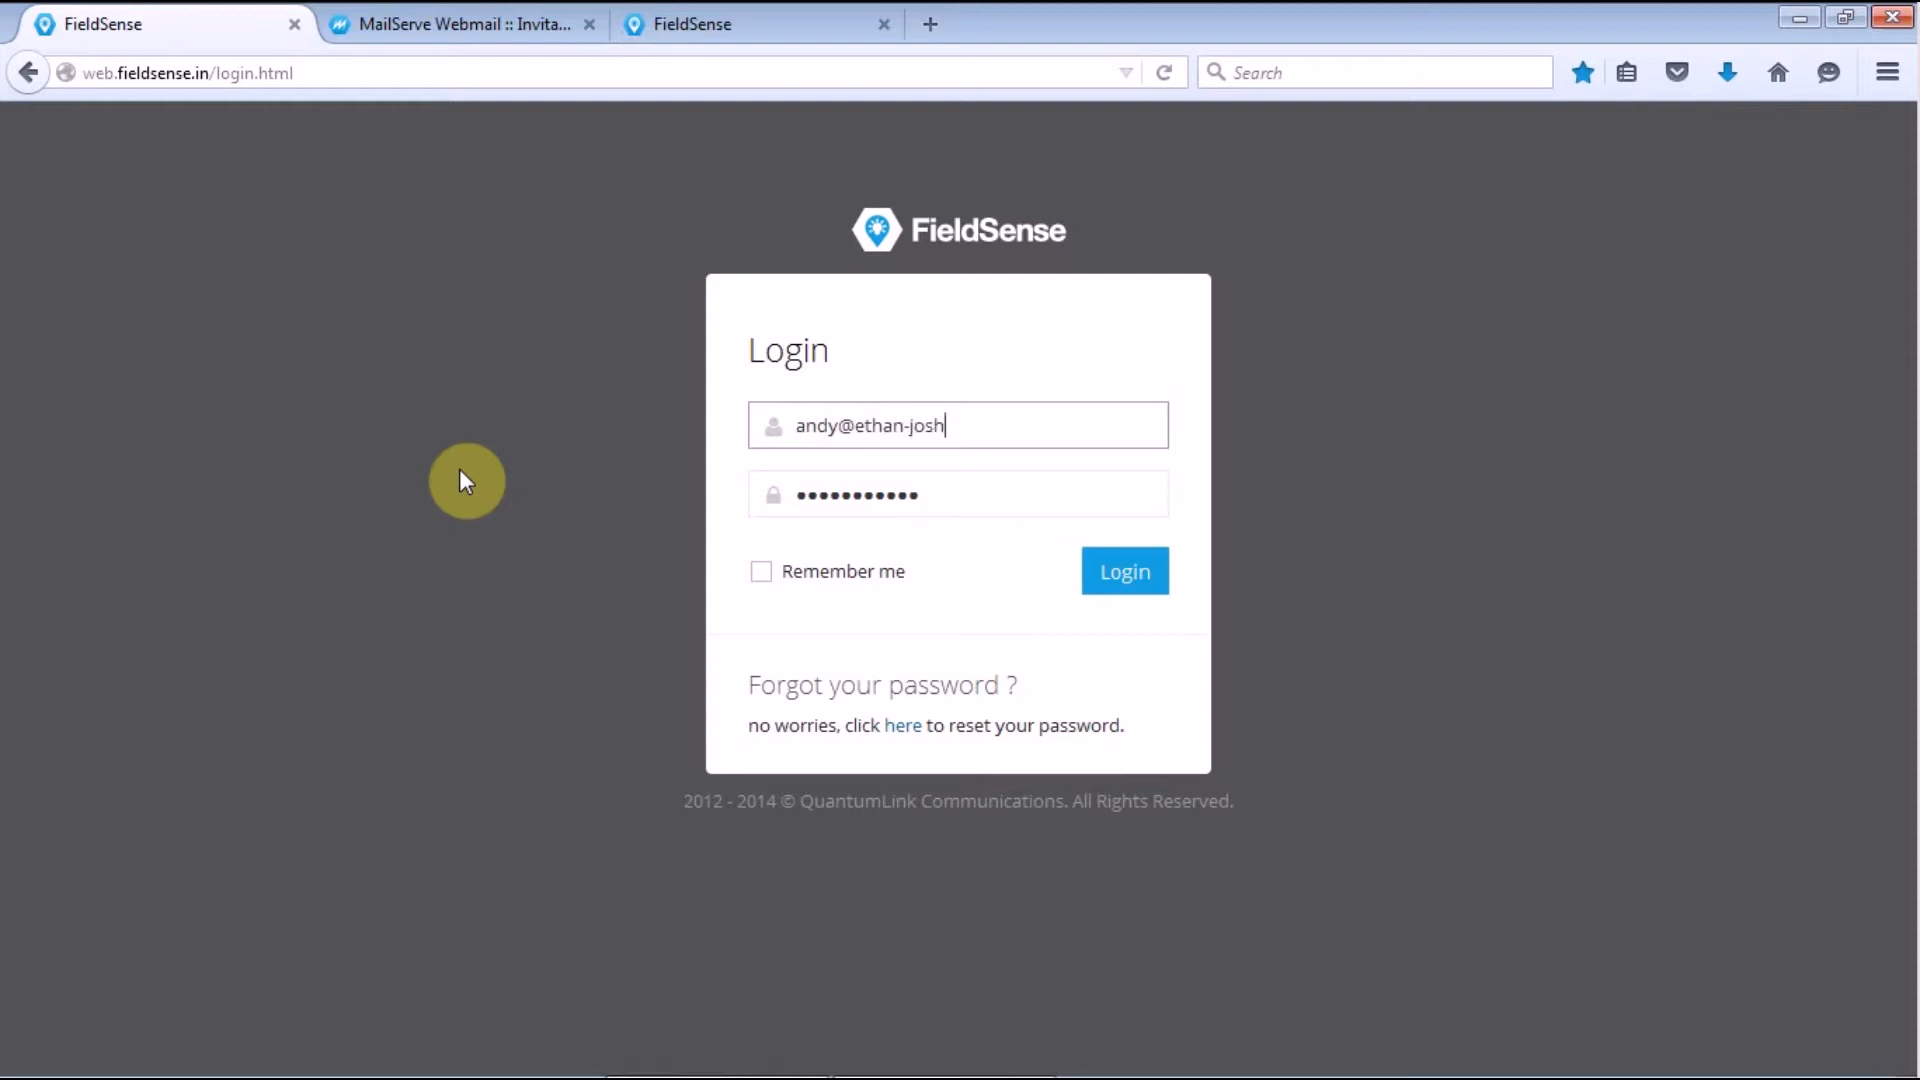 FieldSense
MailServe Webmail :: Invita...
FieldSense
web.fieldsense.in/login.html
Search
FieldSense
Login
andy@ethan-josh
•••••••••••
Remember me
Login
Forgot your password ?
no worries, click here to reset your password.
2012 - 2014 © QuantumLink Communications. All Rights Reserved.